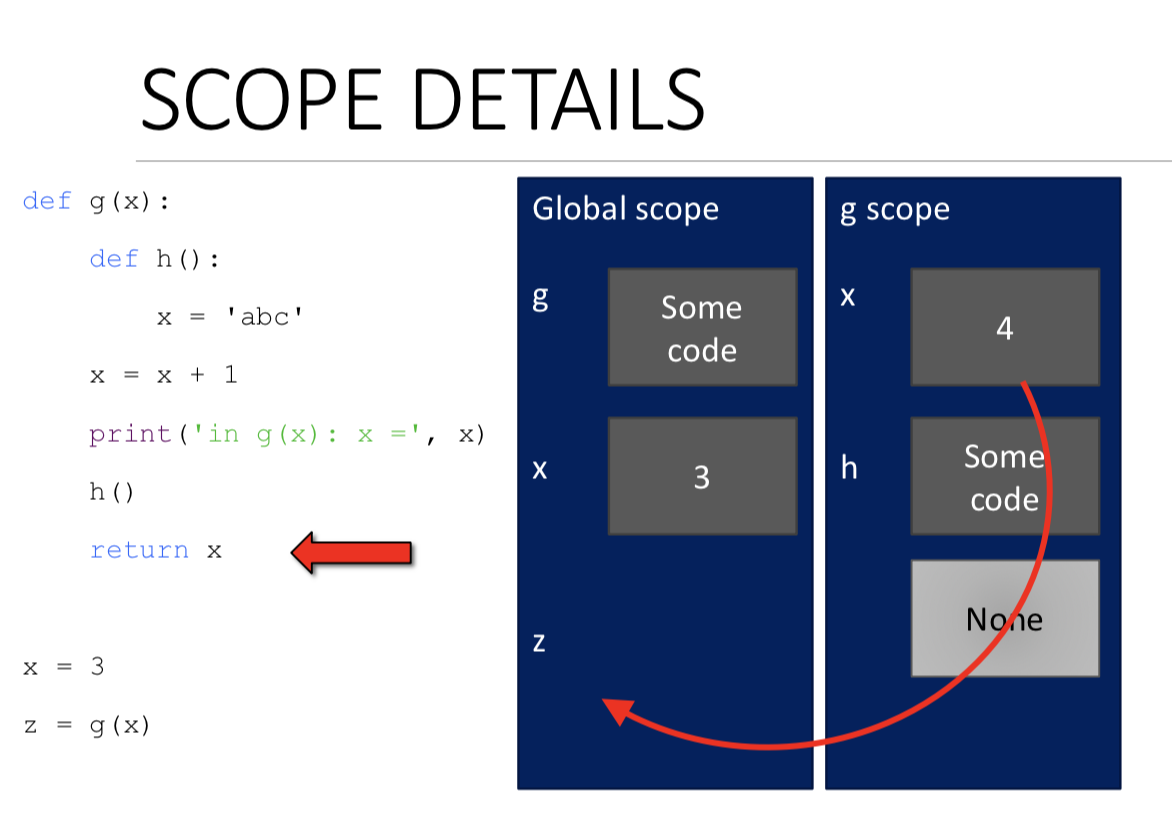 SCOPE DETAILS
def g(x):
    def h():
        x = 'abc'
    x = x + 1
    print('in g(x): x =', x)
    h()
    return x
x = 3
z = g(x)
Global scope
g
Some
code
x
3
z
g scope
x
4
h
Some
code
None